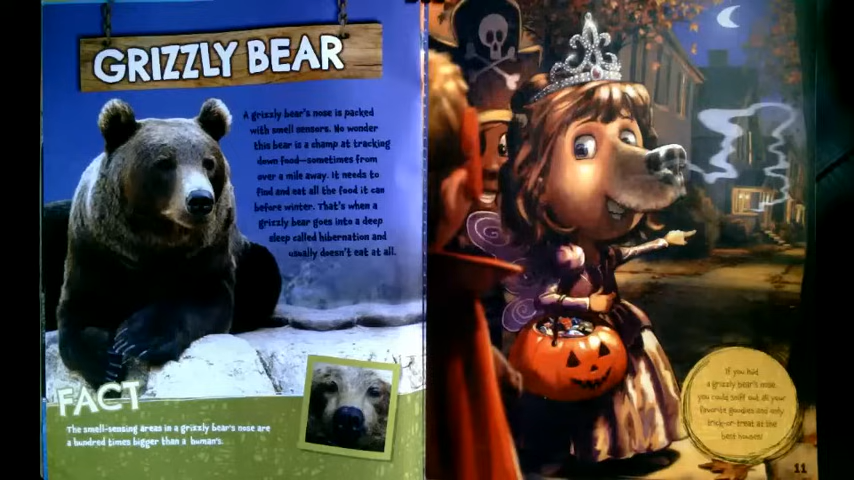 GRIZZLY BEAR
A grizzly bear's nose is packed
with smell sensors. No wonder
this bear is a champ at tracking
down food—sometimes from
over a mile away. It needs to
find and eat all the food it can
before winter. That's when a
grizzly bear goes into a deep
sleep called hibernation and
usually doesn't eat at all.
FACT
The smell-sensing areas in a grizzly bear's nose are
a hundred times bigger than a human's.
If you had
a grizzly bear's nose,
you could sniff out all your
favorite goodies and only
trick-or-treat at the
best houses!
11